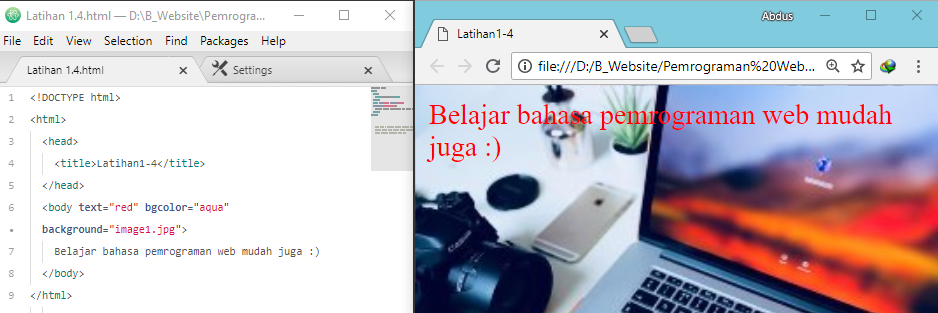 Latihan 1.4.html — D:\B_Website\Pemrogra...
File Edit View Selection Find Packages Help
Latihan 1.4.html
Settings
1 <!DOCTYPE html>
2 <html>
3 <head>
4 <title>Latihan1-4</title>
5 </head>
6 <body text="red" bgcolor="aqua"
• background="image1.jpg">
7 Belajar bahasa pemrograman web mudah juga :)
8 </body>
9 </html>
Abdus
Latihan1-4
file:///D:/B_Website/Pemrograman%20Web...
Belajar bahasa pemrograman web mudah
juga :)
Canon